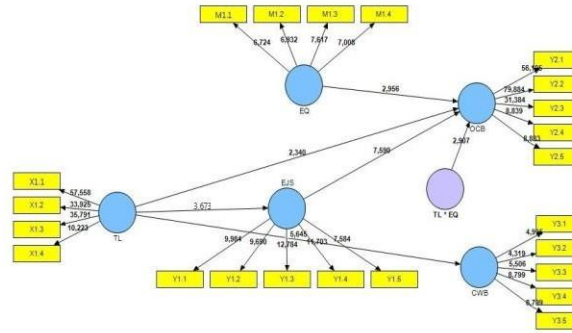 M1.1 M1.2 M1.3 M1.4
6,724 6,932 7,617 7,008
EQ
2,956
Y2.1
Y2.2
Y2.3
Y2.4
Y2.5
79,884
31,384
8,839
6,883
OCB
2,340
7,590
2,907
TL * EQ
X1.1
X1.2
X1.3
X1.4
57,558
33,925
35,791
10,223
TL
3,673
EJS
5,645
9,964 9,690 12,784 11,703 7,584
Y1.1 Y1.2 Y1.3 Y1.4 Y1.5
CWB
Y3.1
Y3.2
Y3.3
Y3.4
Y3.5
4,319
5,506
8,799